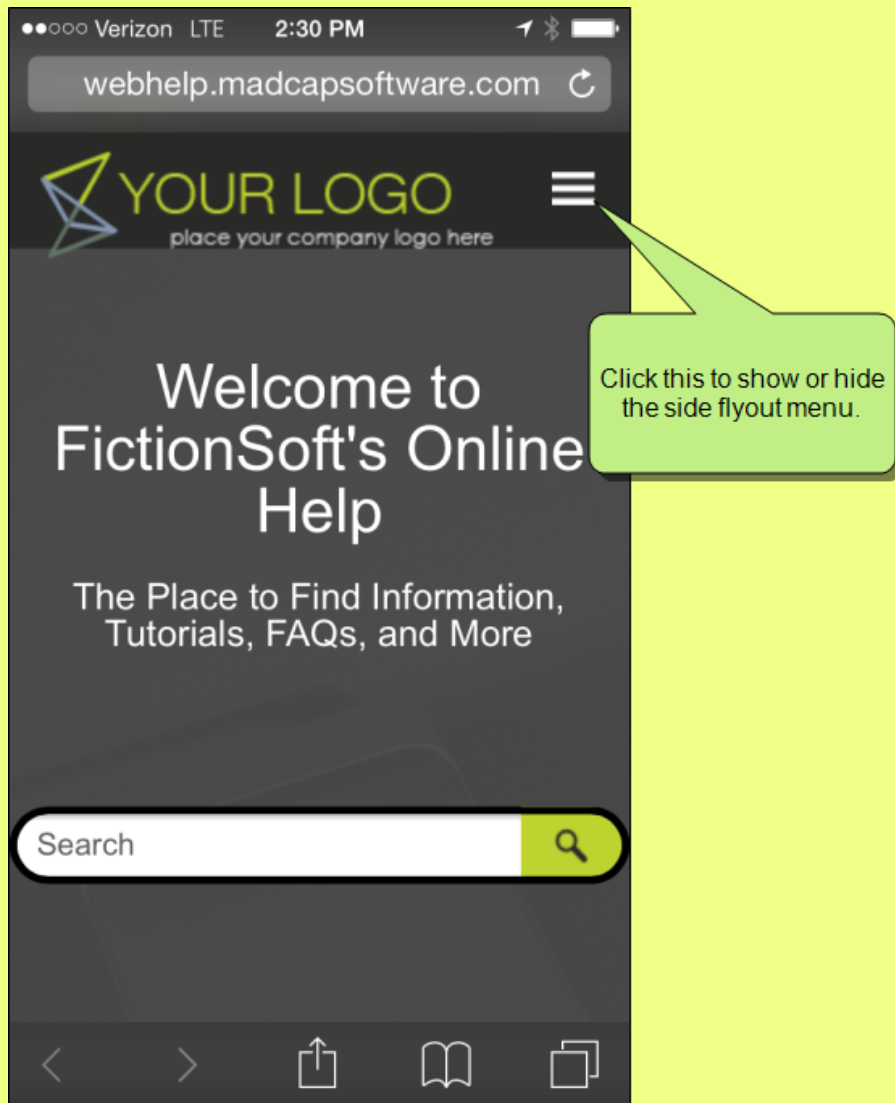 Verizon LTE 2:30 PM
webhelp.madcapsoftware.com
YOUR LOGO
place your company logo here
Click this to show or hide
the side flyout menu.
Welcome to
FictionSoft's Online
Help
The Place to Find Information,
Tutorials, FAQs, and More
Search